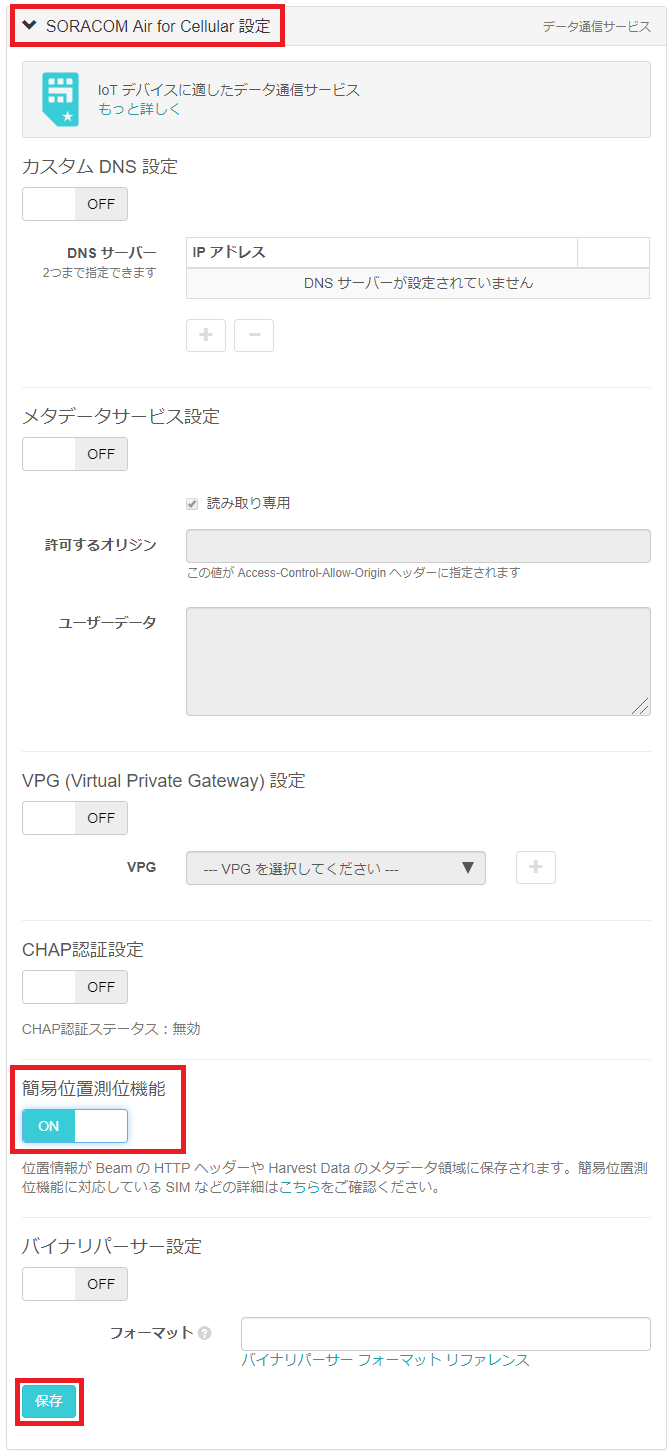 SORACOM Air for Cellular 設定
データ通信サービス
IoT デバイスに適したデータ通信サービス
もっと詳しく
カスタム DNS 設定
OFF
DNS サーバー
2つまで指定できます
IP アドレス
DNS サーバーが設定されていません
メタデータサービス設定
OFF
読み取り専用
許可するオリジン
この値が Access-Control-Allow-Origin ヘッダーに指定されます
ユーザーデータ
VPG (Virtual Private Gateway) 設定
OFF
VPG
--- VPG を選択してください ---
CHAP認証設定
OFF
CHAP認証ステータス : 無効
簡易位置測位機能
ON
位置情報が Beam の HTTP ヘッダーや Harvest Data のメタデータ領域に保存されます。簡易位置測
位機能に対応している SIM などの詳細はこちらをご確認ください。
バイナリパーサー設定
OFF
フォーマット
バイナリパーサー フォーマット リファレンス
保存